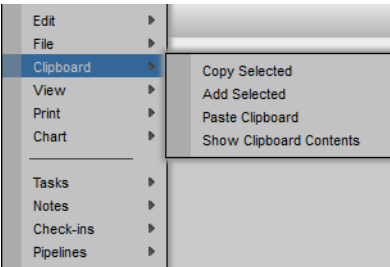 Edit
File
Clipboard
View
Print
Chart
Tasks
Notes
Check-ins
Pipelines
Copy Selected
Add Selected
Paste Clipboard
Show Clipboard Contents